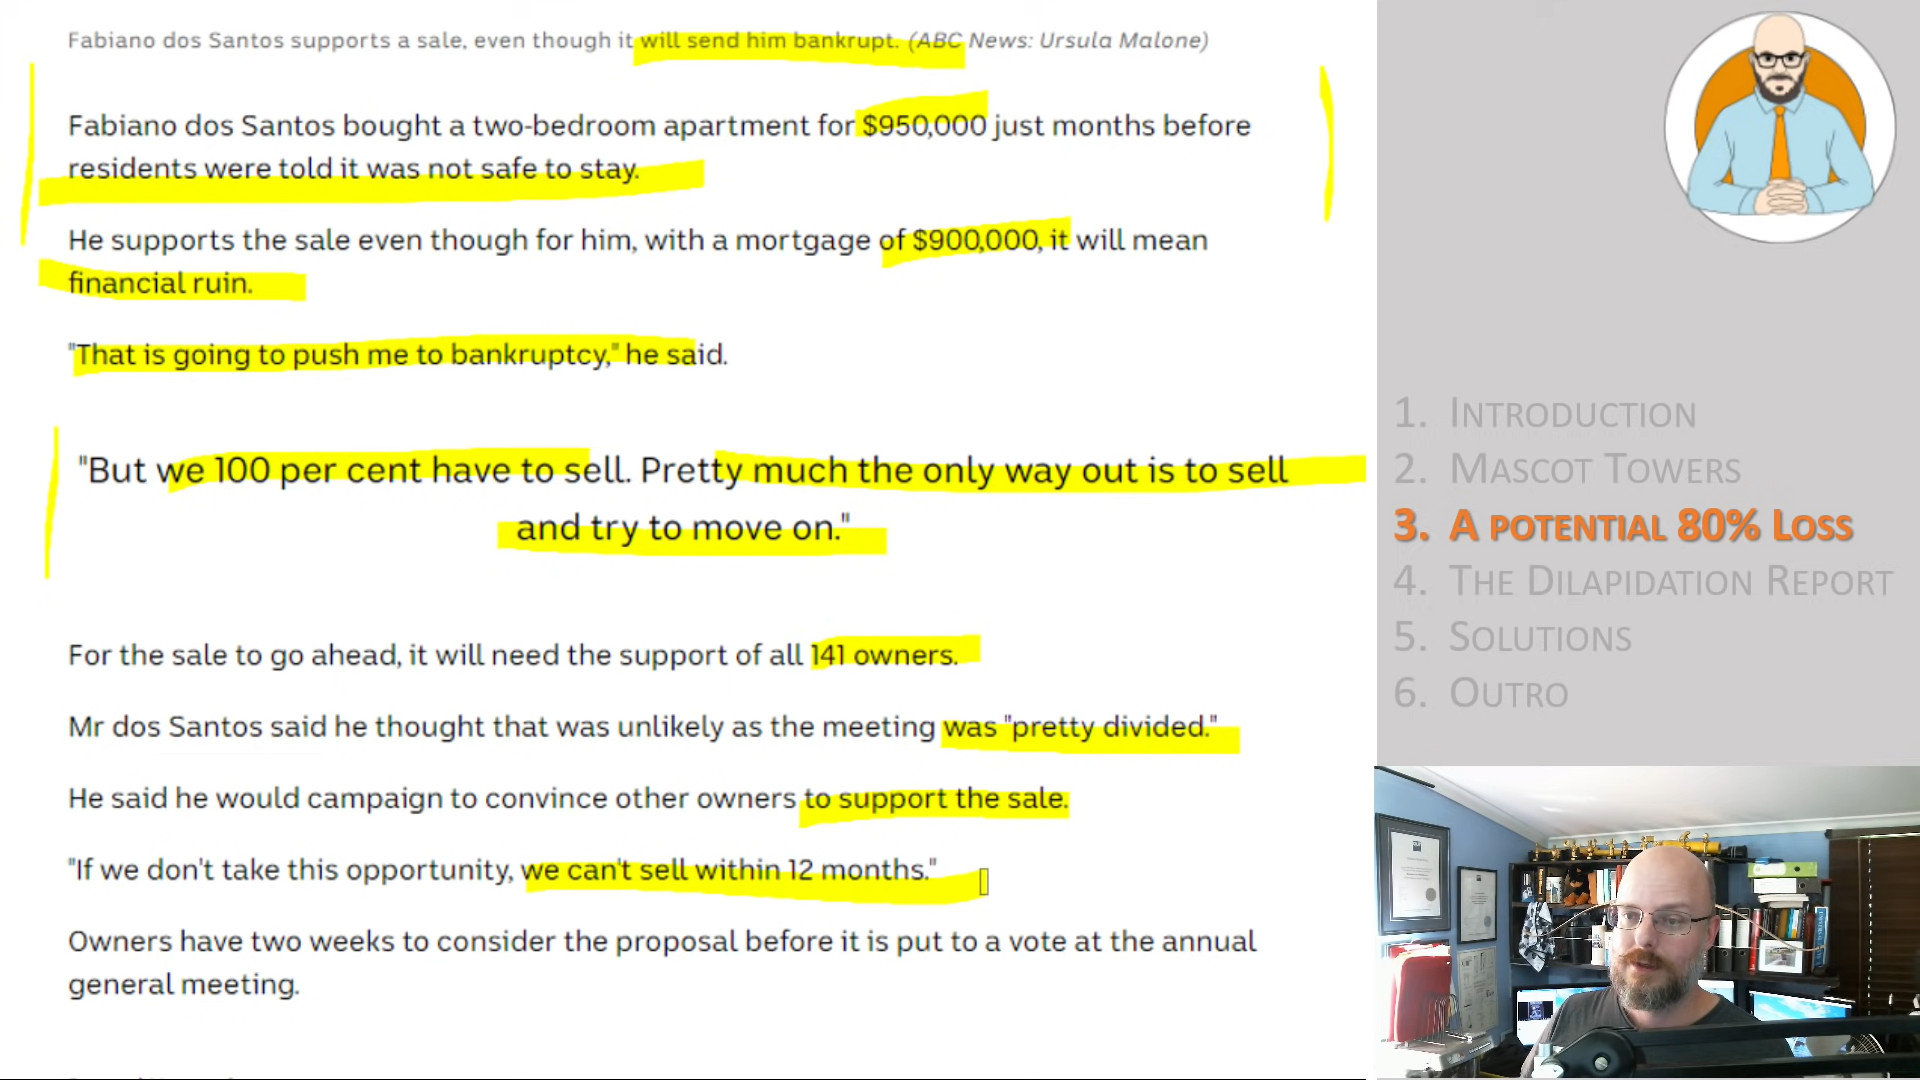 Fabiano dos Santos supports a sale, even though it will send him bankrupt. (ABC News: Ursula Malone)
Fabiano dos Santos bought a two-bedroom apartment for $950,000 just months before
residents were told it was not safe to stay.
He supports the sale even though for him, with a mortgage of $900,000, it will mean
financial ruin.
"That is going to push me to bankruptcy," he said.
"But we 100 per cent have to sell. Pretty much the only way out is to sell
and try to move on."
For the sale to go ahead, it will need the support of all 141 owners.
Mr dos Santos said he thought that was unlikely as the meeting was "pretty divided."
He said he would campaign to convince other owners to support the sale.
"If we don't take this opportunity, we can't sell within 12 months."
Owners have two weeks to consider the proposal before it is put to a vote at the annual
general meeting.
1. Introduction
2. Mascot Towers
3. A potential 80% Loss
4. The Dilapidation Report
5. Solutions
6. Outro